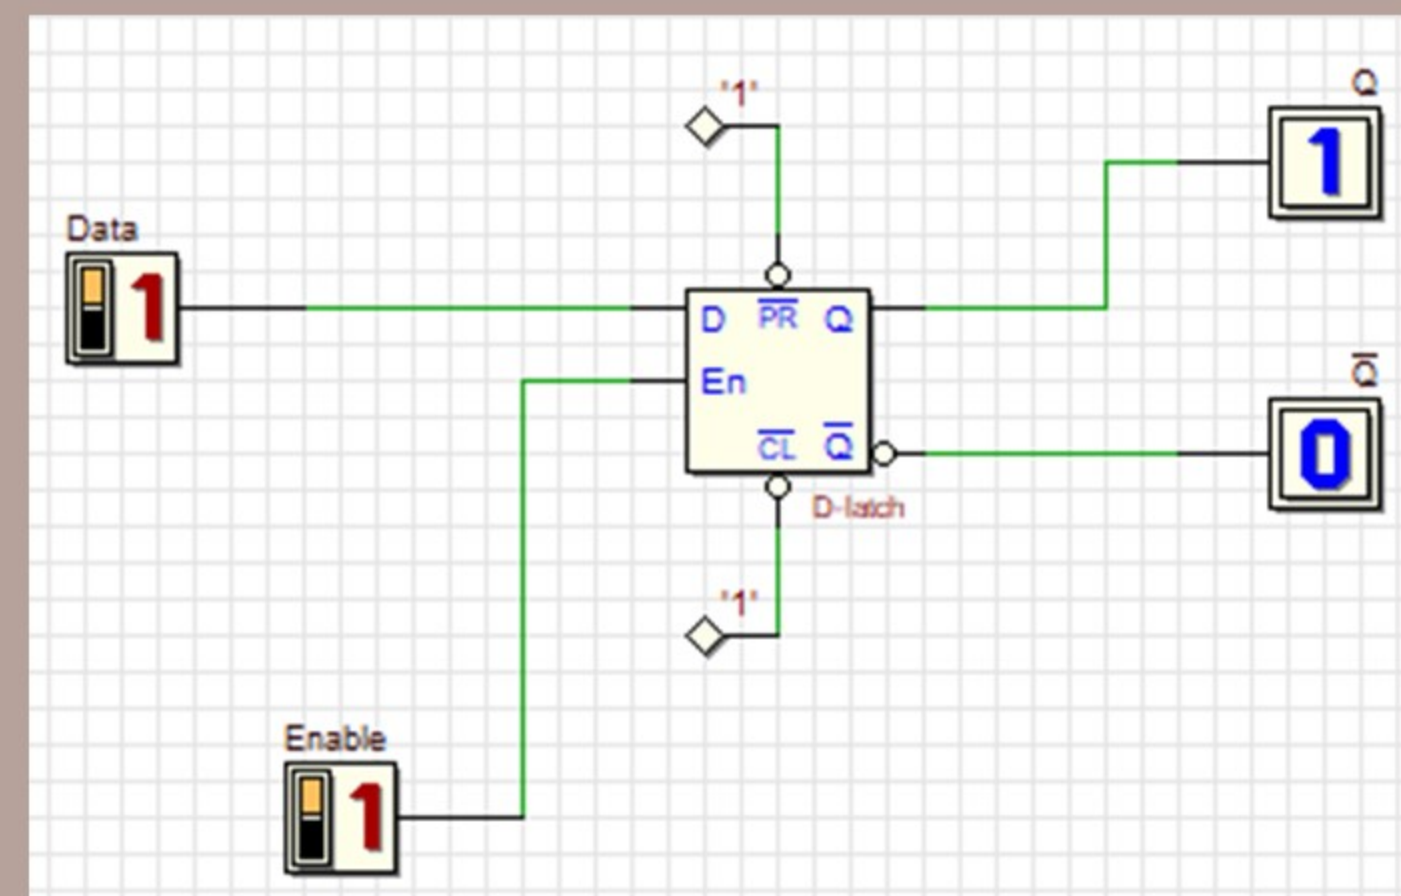 "1"
Q
1
Data
1
D PR Q
En
Q
CL Q
0
D-latch
"1"
Enable
1